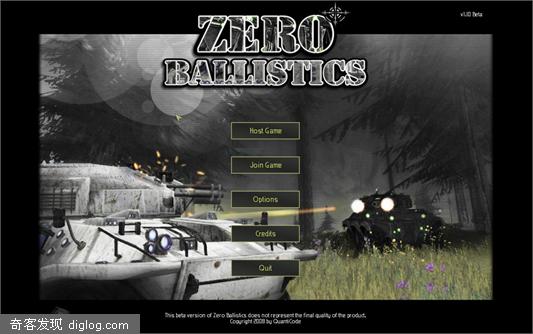 v1.10 Beta
ZERO
BALLISTICS
Host Game
Join Game
Options
Credits
Quit
This beta version of Zero Ballistics does not represent the final quality of the product.
Copyright 2008 by QuantiCode
奇客发现 diglog.com